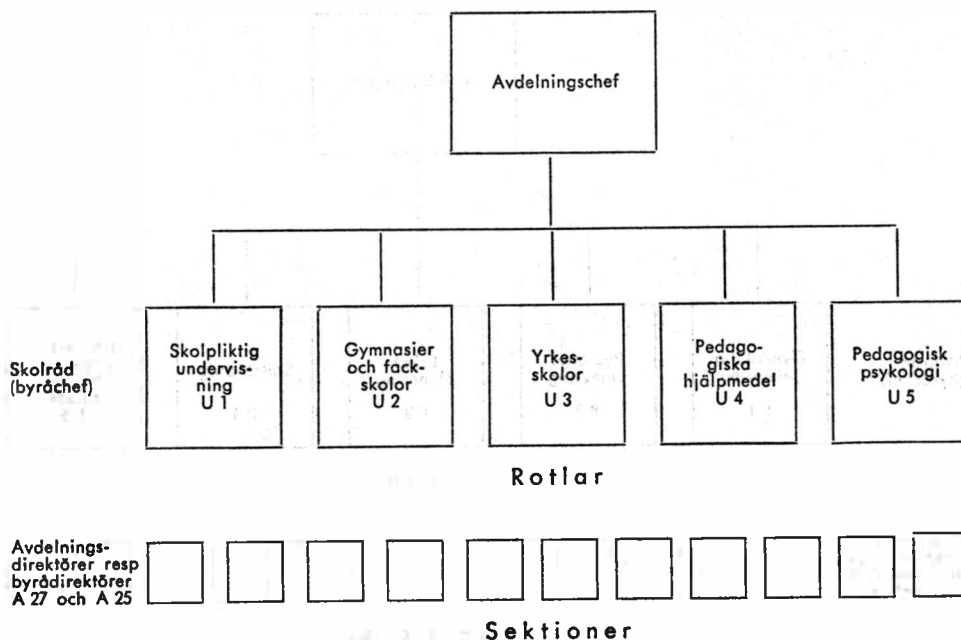 Avdelningschef
Skolråd
(byråchef)
Skolpliktig
undervis-
ning
U 1
Gymnasier
och fack-
skolor
U 2
Yrkes-
skolor
U 3
Pedago-
giska
hjälpmedel
U 4
Pedagogisk
psykologi
U 5
Rotlar
Avdelnings-
direktörer resp
byrådirektörer
A 27 och A 25
Sektioner